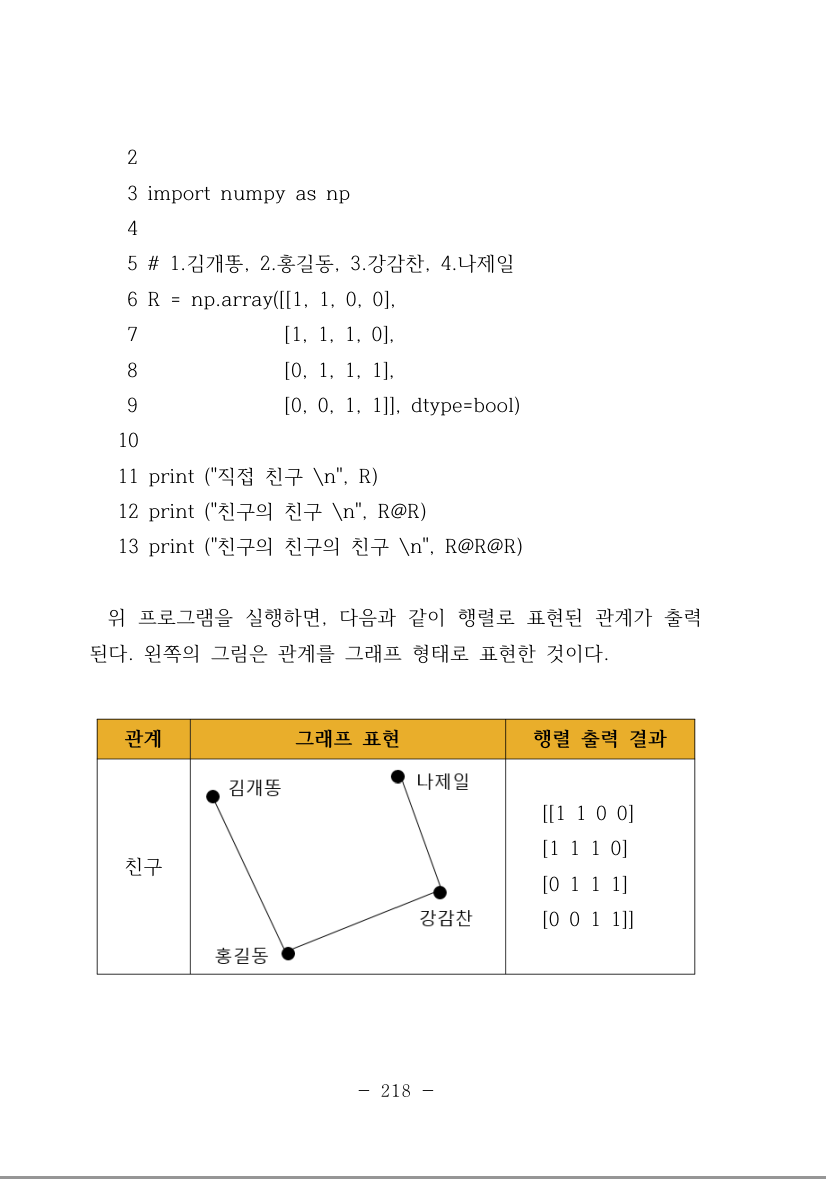 2
3 import numpy as np
4
5 # 1.김개똥, 2.홍길동, 3.강감찬, 4.나제일
6 R = np.array([[1, 1, 0, 0],
7 [1, 1, 1, 0],
8 [0, 1, 1, 1],
9 [0, 0, 1, 1]], dtype=bool)
10
11 print ("직접 친구 \n", R)
12 print ("친구의 친구 \n", R@R)
13 print ("친구의 친구의 친구 \n", R@R@R)
위 프로그램을 실행하면, 다음과 같이 행렬로 표현된 관계가 출력
된다. 왼쪽의 그림은 관계를 그래프 형태로 표현한 것이다.
관계 그래프 표현 행렬 출력 결과
친구
김개똥
나제일
강감찬
홍길동
[[1 1 0 0]
[1 1 1 0]
[0 1 1 1]
[0 0 1 1]]
- 218 -